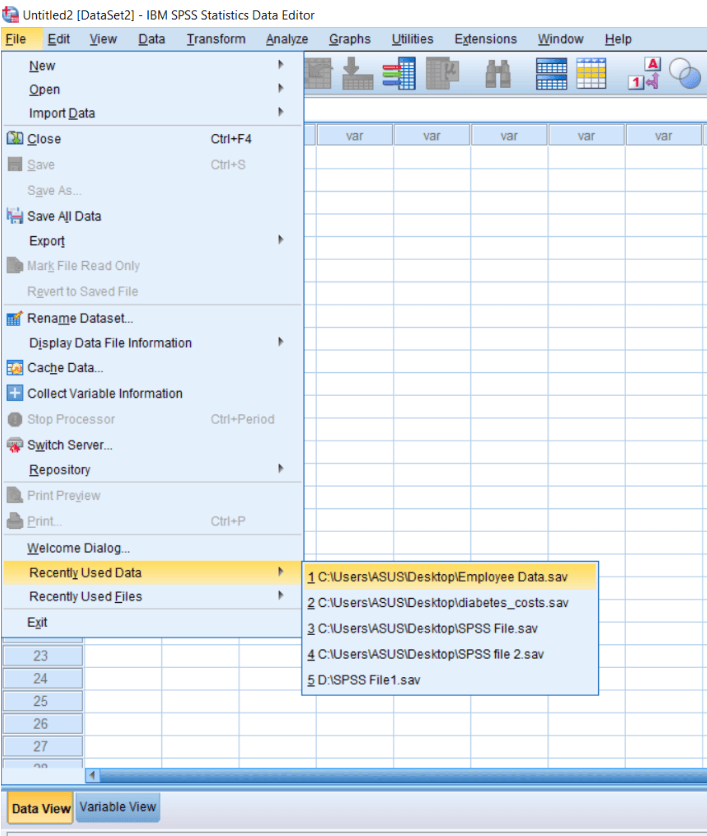 Untitled2 [DataSet2] - IBM SPSS Statistics Data Editor
File Edit View Data Transform Analyze Graphs Utilities Extensions Window Help
New
Open
Import Data
Close Ctrl+F4
Save Ctrl+S
Save As...
Save All Data
Export
Mark File Read Only
Revert to Saved File
Rename Dataset...
Display Data File Information
Cache Data...
Collect Variable Information
Stop Processor Ctrl+Period
Switch Server...
Repository
Print Preview
Print... Ctrl+P
Welcome Dialog...
Recently Used Data
Recently Used Files
Exit
1 C:\Users\ASUS\Desktop\Employee Data.sav
2 C:\Users\ASUS\Desktop\diabetes_costs.sav
3 C:\Users\ASUS\Desktop\SPSS File.sav
4 C:\Users\ASUS\Desktop\SPSS file 2.sav
5 D:\SPSS File1.sav
A
1
μ
var var var var var
23
24
25
26
27
Data View Variable View